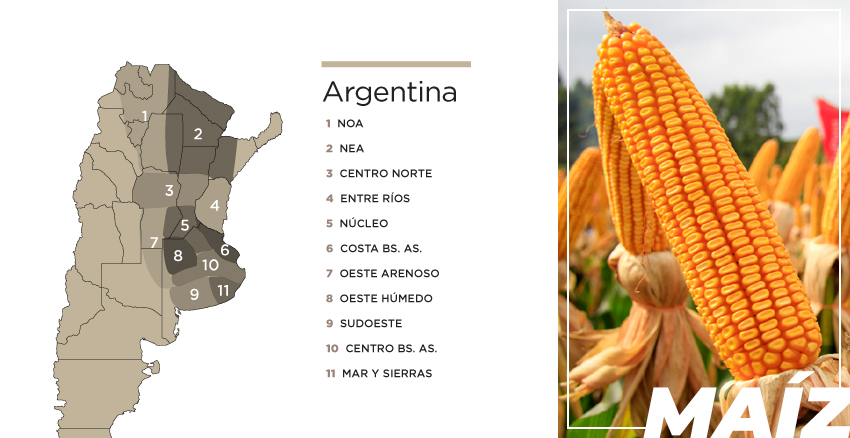 Argentina
1 NOA
2 NEA
3 CENTRO NORTE
4 ENTRE RÍOS
5 NÚCLEO
6 COSTA BS. AS.
7 OESTE ARENOSO
8 OESTE HÚMEDO
9 SUDOESTE
10 CENTRO BS. AS.
11 MAR Y SIERRAS
1
2
3
4
5
6
7
8
10
9
11
MAÍZ